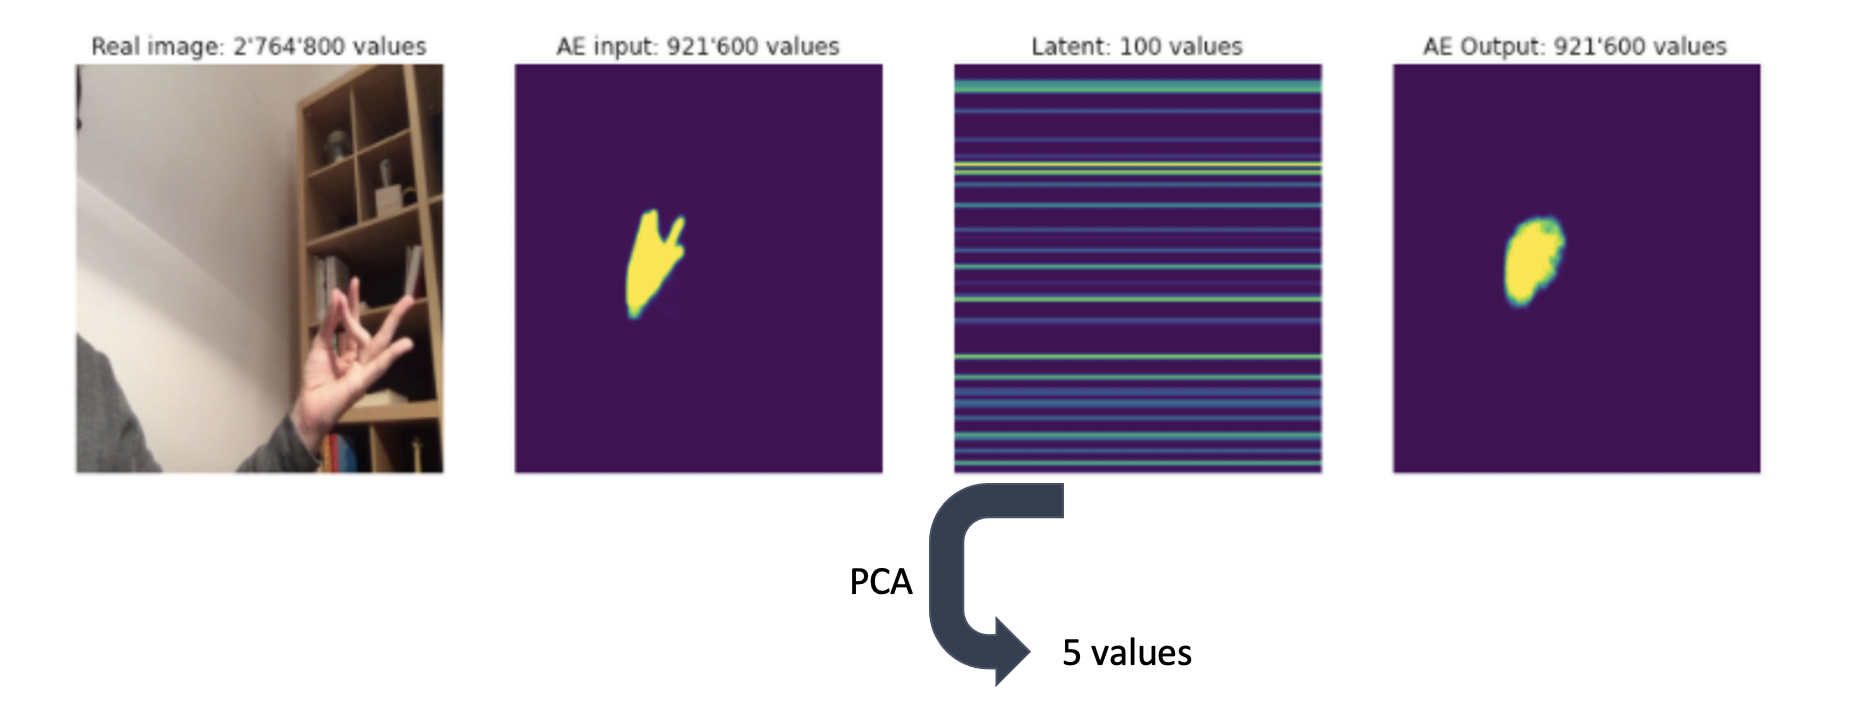 Real image: 2'764'800 values
AE input: 921'600 values
Latent: 100 values
AE Output: 921'600 values
PCA
5 values